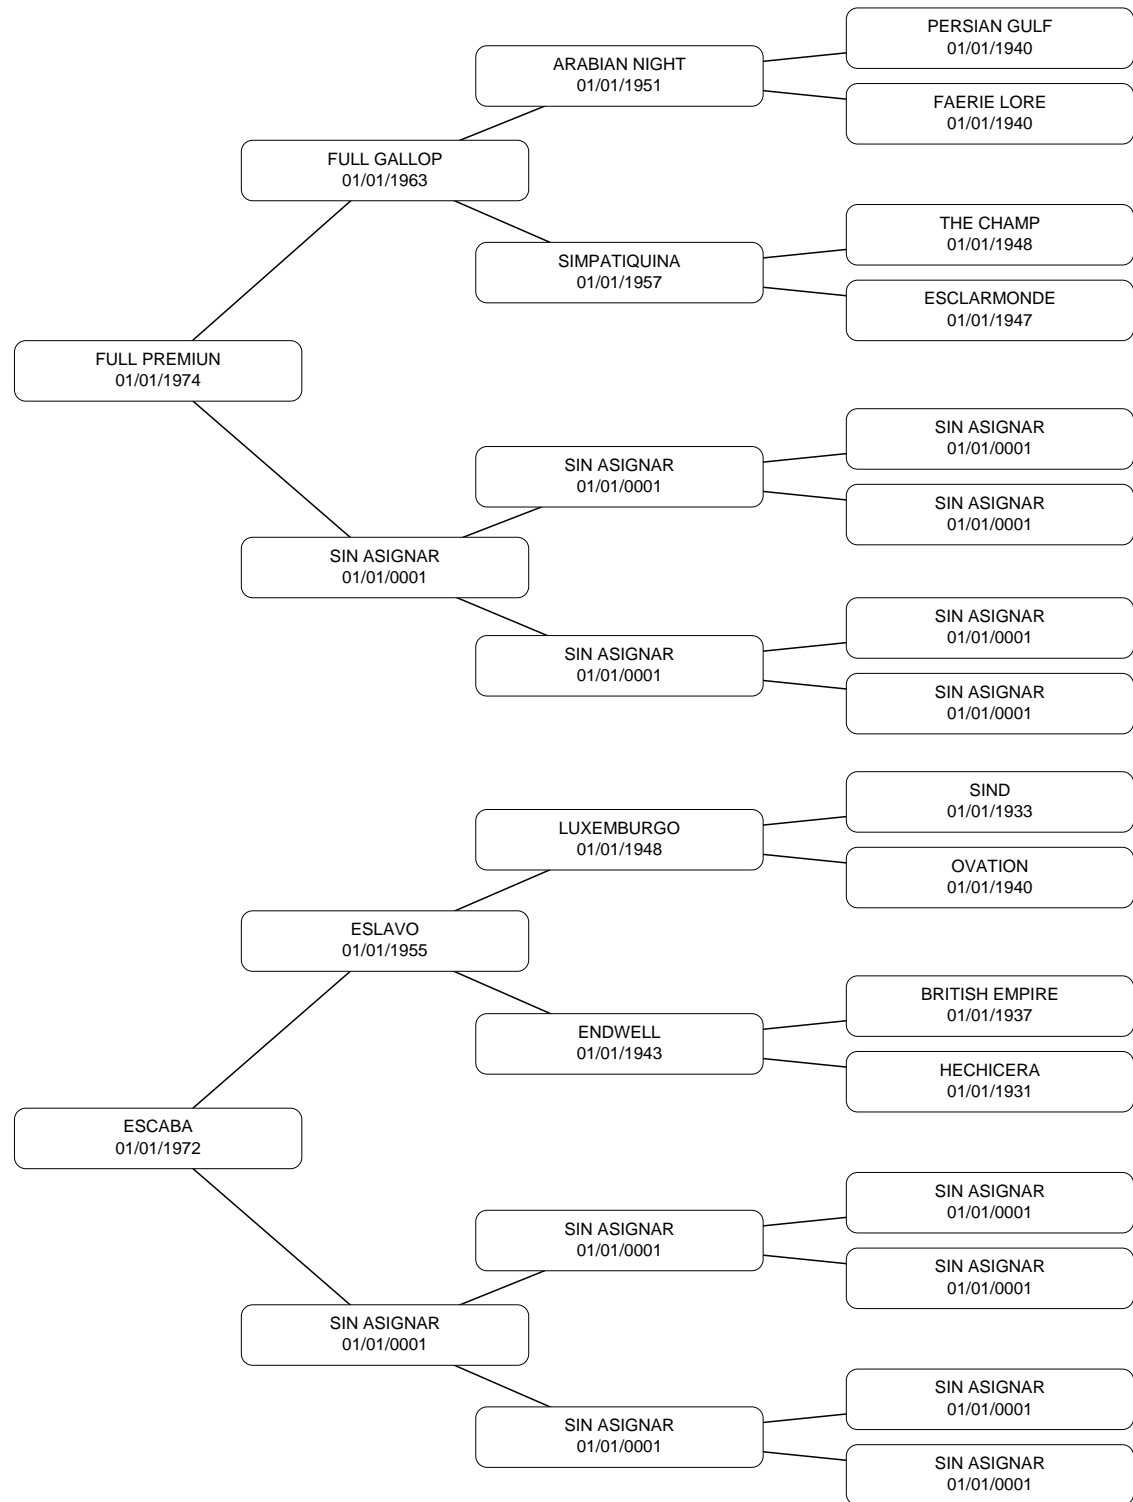 PERSIAN GULF
01/01/1940
ARABIAN NIGHT
01/01/1951
FAERIE LORE
01/01/1940
FULL GALLOP
01/01/1963
THE CHAMP
01/01/1948
SIMPATIQUINA
01/01/1957
ESCLARMONDE
01/01/1947
FULL PREMIUN
01/01/1974
SIN ASIGNAR
01/01/0001
SIN ASIGNAR
01/01/0001
SIN ASIGNAR
01/01/0001
SIN ASIGNAR
01/01/0001
SIN ASIGNAR
01/01/0001
SIN ASIGNAR
01/01/0001
SIN ASIGNAR
01/01/0001
SIND
01/01/1933
LUXEMBURGO
01/01/1948
OVATION
01/01/1940
ESLAVO
01/01/1955
BRITISH EMPIRE
01/01/1937
ENDWELL
01/01/1943
HECHICERA
01/01/1931
ESCABA
01/01/1972
SIN ASIGNAR
01/01/0001
SIN ASIGNAR
01/01/0001
SIN ASIGNAR
01/01/0001
SIN ASIGNAR
01/01/0001
SIN ASIGNAR
01/01/0001
SIN ASIGNAR
01/01/0001
SIN ASIGNAR
01/01/0001